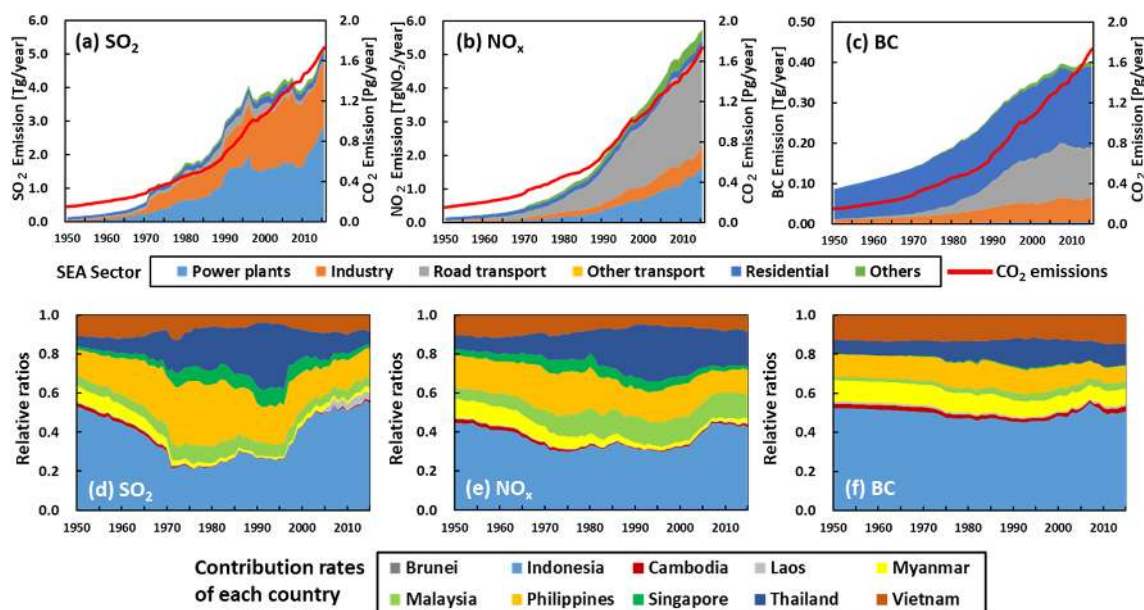 (a) SO2
(b) NOx
(c) BC
SO2 Emission [Tg/year]
6.0
5.0
4.0
3.0
2.0
1.0
0.0
2.0
1.6
1.2
0.8
0.4
0.0
CO2 Emission [Pg/year]
1950 1960 1970 1980 1990 2000 2010
NO2 Emission [TgNO2/year]
6.0
5.0
4.0
3.0
2.0
1.0
0.0
2.0
1.6
1.2
0.8
0.4
0.0
CO2 Emission [Pg/year]
1950 1960 1970 1980 1990 2000 2010
BC Emission [Tg/year]
0.50
0.40
0.30
0.20
0.10
0.00
2.0
1.6
1.2
0.8
0.4
0.0
CO2 Emission [Pg/year]
1950 1960 1970 1980 1990 2000 2010
SEA Sector Power plants Industry Road transport Other transport Residential Others CO2 emissions
Relative ratios
1.0
0.8
0.6
0.4
0.2
0.0
(d) SO2
1950 1960 1970 1980 1990 2000 2010
Relative ratios
1.0
0.8
0.6
0.4
0.2
0.0
(e) NOx
1950 1960 1970 1980 1990 2000 2010
Relative ratios
1.0
0.8
0.6
0.4
0.2
0.0
(f) BC
1950 1960 1970 1980 1990 2000 2010
Contribution rates
of each country
Brunei Indonesia Cambodia Laos Myanmar
Malaysia Philippines Singapore Thailand Vietnam